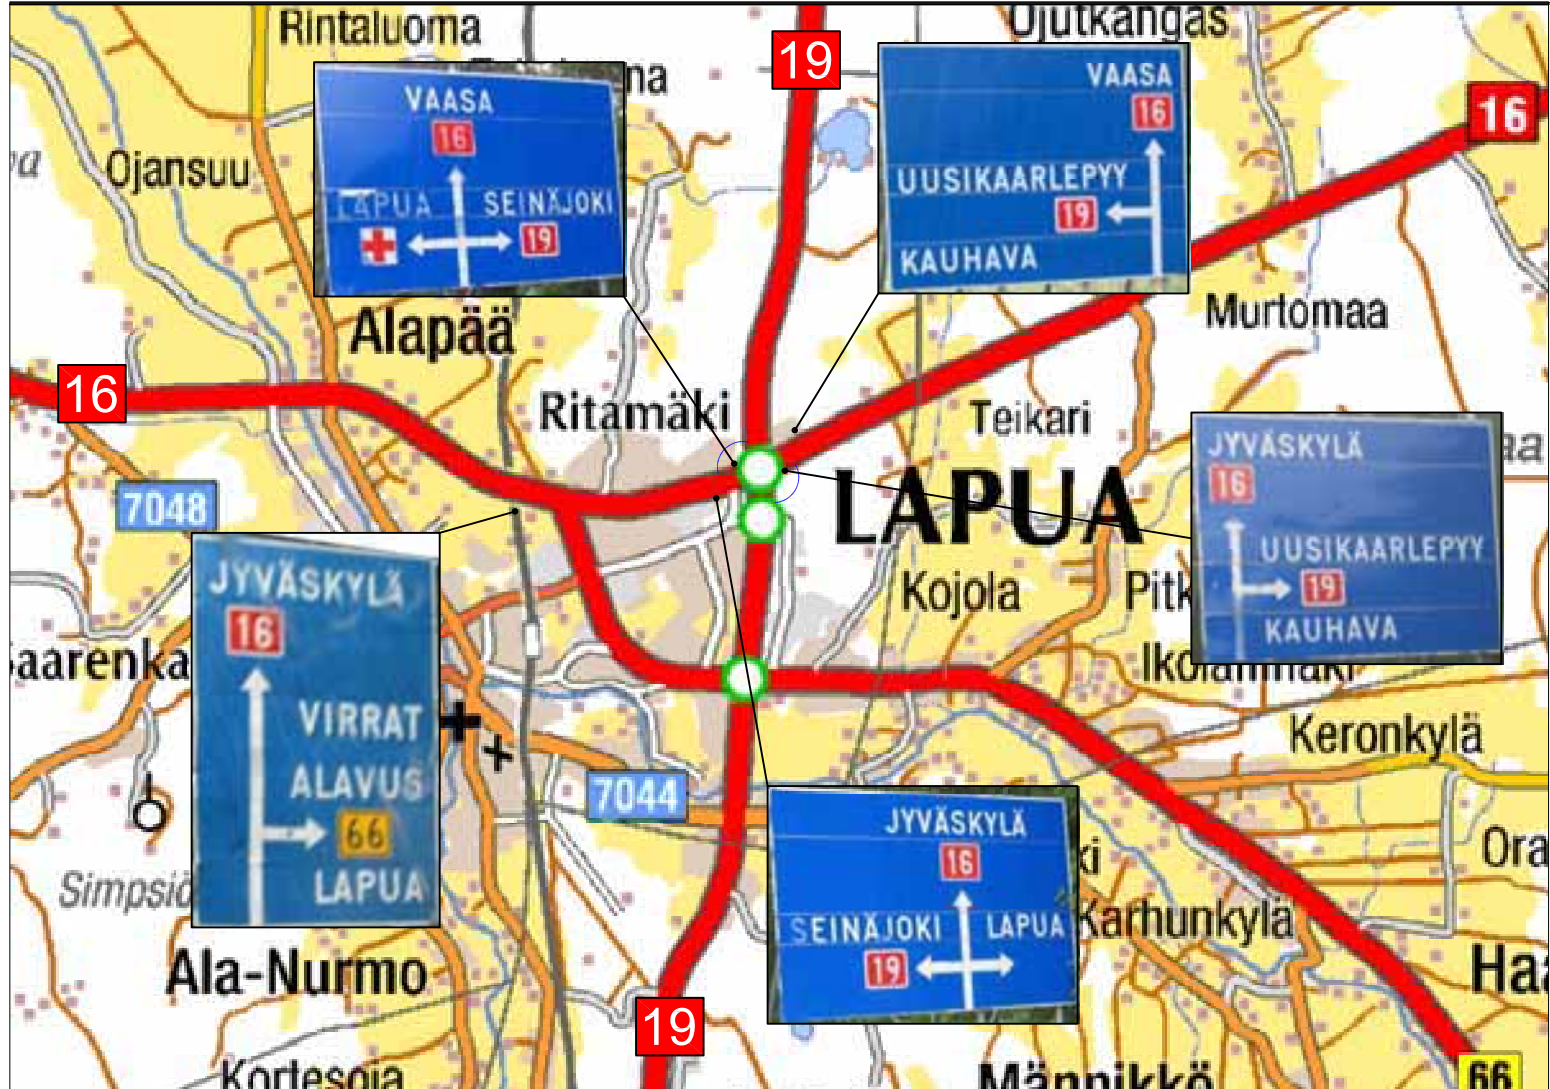 Rintaluoma
19
Ojutkangas
VAASA
16
LAPUA
SEINÄJOKI
19
VAASA
16
UUSIKAARLEPYY
19
KAUHAVA
16
Ojansuu
Alapää
Murtomaa
16
Ritamäki
Teikari
JYVÄSKYLÄ
16
UUSIKAARLEPYY
19
KAUHAVA
7048
LAPUA
Kojola
JYVÄSKYLÄ
16
VIRRAT
ALAVUS
66
LAPUA
Keronkylä
7044
JYVÄSKYLÄ
16
SEINÄJOKI
LAPUA
19
Karhunkylä
Ala-Nurmo
19
Kortesoja
Männikkö
66